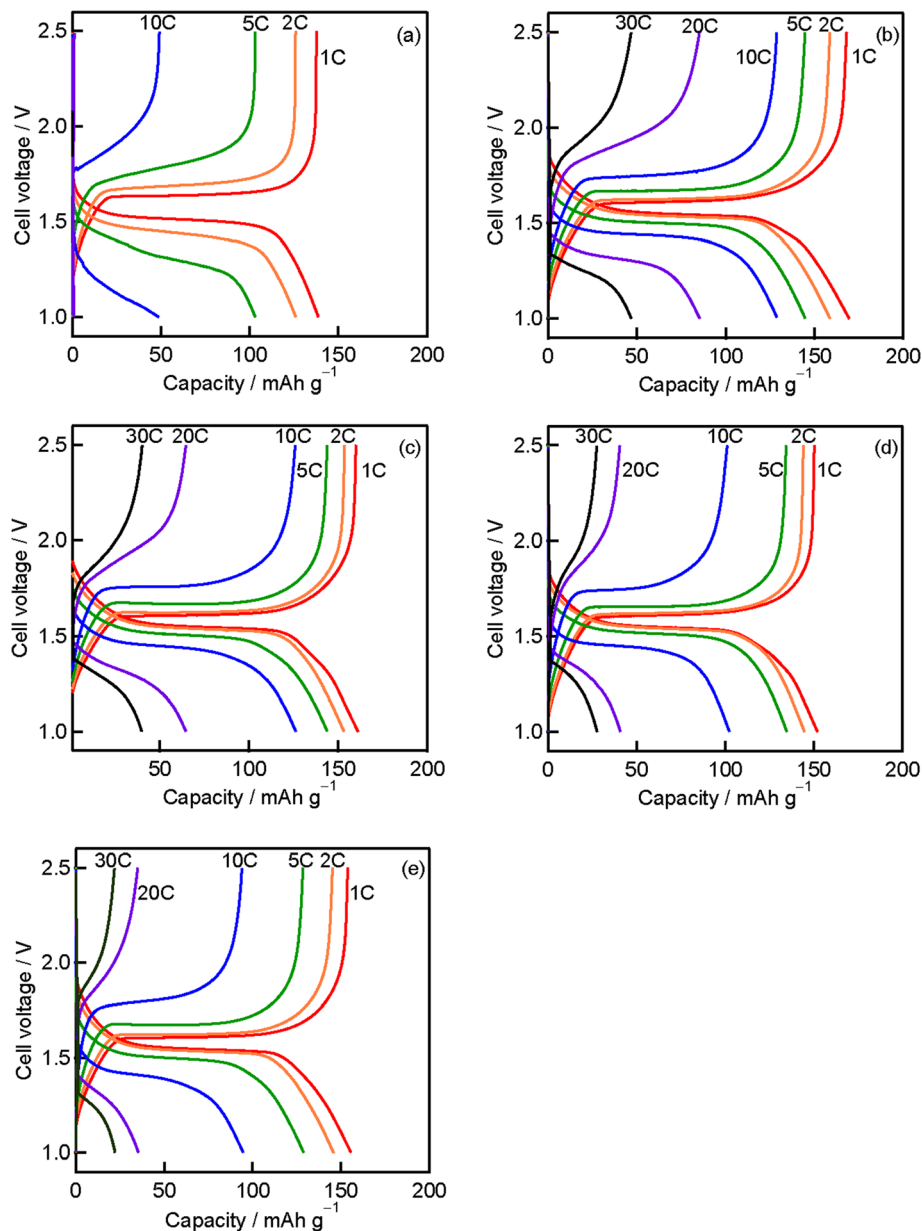 10C 5C 2C (a)
1C
2.5
2.0
1.5
1.0
Cell voltage / V
0 50 100 150 200
Capacity / mAh g⁻¹
30C 20C 5C 2C (b)
10C 1C
2.5
2.0
1.5
1.0
Cell voltage / V
0 50 100 150 200
Capacity / mAh g⁻¹
30C 20C 10C 2C (c)
5C 1C
2.5
2.0
1.5
1.0
Cell voltage / V
0 50 100 150 200
Capacity / mAh g⁻¹
30C 10C 2C (d)
20C 5C 1C
2.5
2.0
1.5
1.0
Cell voltage / V
0 50 100 150 200
Capacity / mAh g⁻¹
30C 10C 5C 2C (e)
20C 1C
2.5
2.0
1.5
1.0
Cell voltage / V
0 50 100 150 200
Capacity / mAh g⁻¹